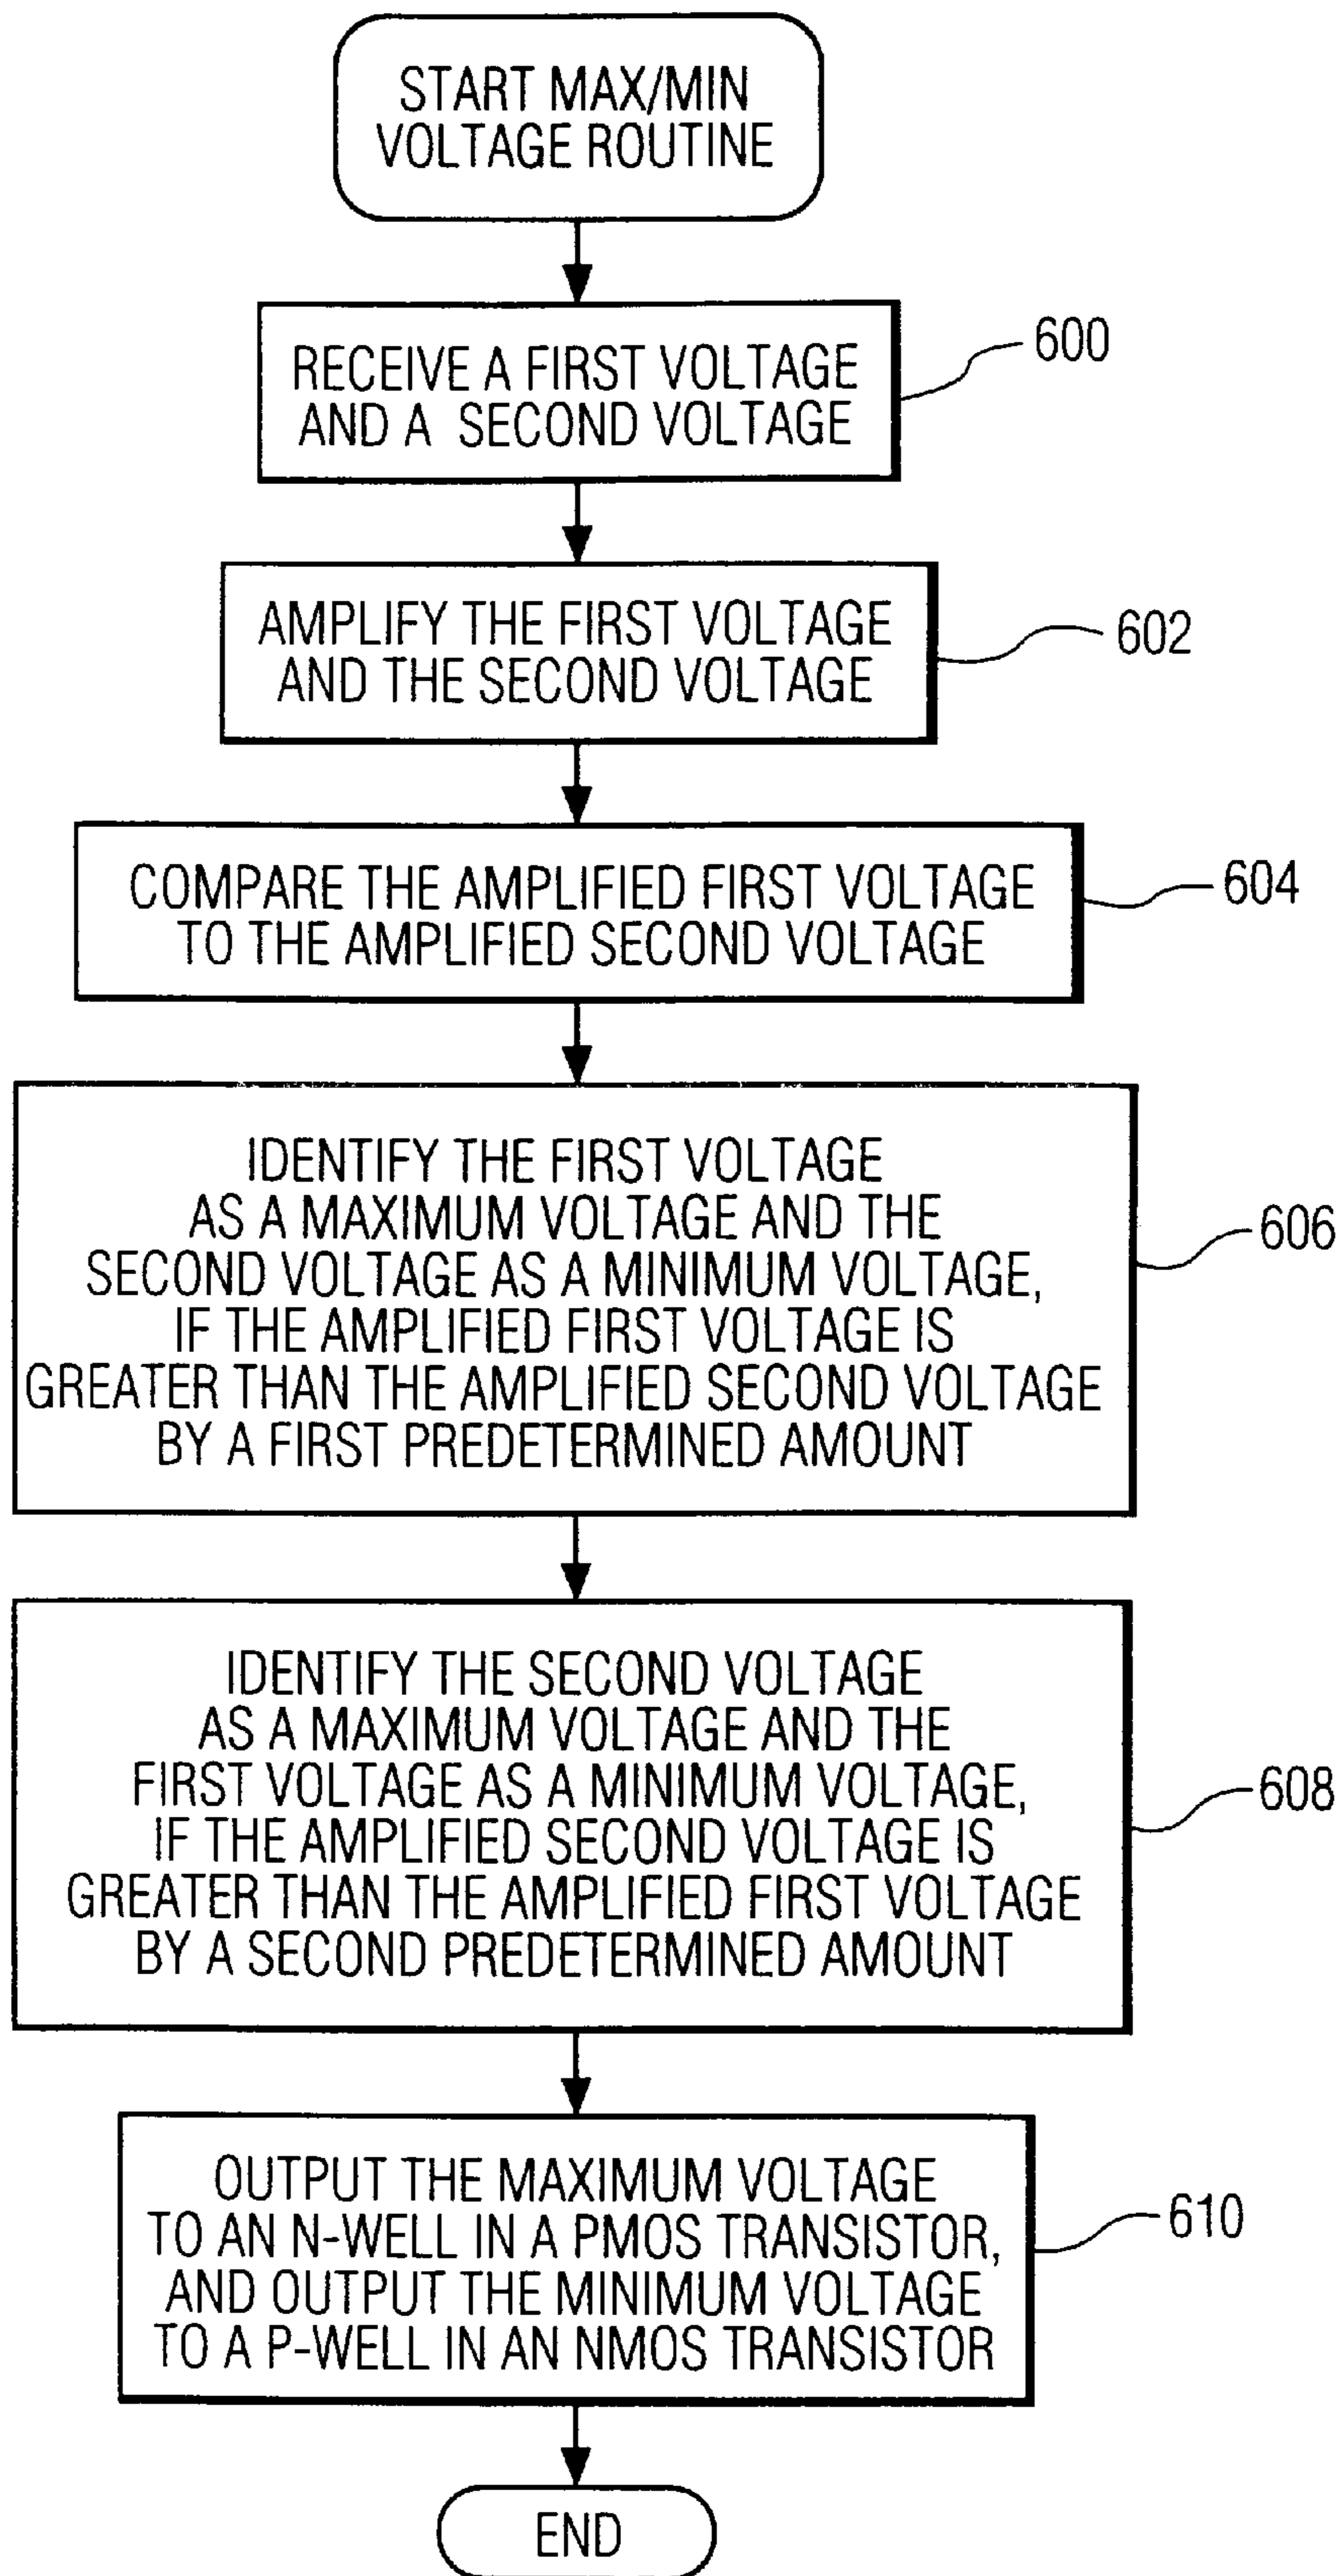 START MAX/MIN
VOLTAGE ROUTINE
RECEIVE A FIRST VOLTAGE
AND A SECOND VOLTAGE
600
AMPLIFY THE FIRST VOLTAGE
AND THE SECOND VOLTAGE
602
COMPARE THE AMPLIFIED FIRST VOLTAGE
TO THE AMPLIFIED SECOND VOLTAGE
604
IDENTIFY THE FIRST VOLTAGE
AS A MAXIMUM VOLTAGE AND THE
SECOND VOLTAGE AS A MINIMUM VOLTAGE,
IF THE AMPLIFIED FIRST VOLTAGE IS
GREATER THAN THE AMPLIFIED SECOND VOLTAGE
BY A FIRST PREDETERMINED AMOUNT
606
IDENTIFY THE SECOND VOLTAGE
AS A MAXIMUM VOLTAGE AND THE
FIRST VOLTAGE AS A MINIMUM VOLTAGE,
IF THE AMPLIFIED SECOND VOLTAGE IS
GREATER THAN THE AMPLIFIED FIRST VOLTAGE
BY A SECOND PREDETERMINED AMOUNT
608
OUTPUT THE MAXIMUM VOLTAGE
TO AN N-WELL IN A PMOS TRANSISTOR,
AND OUTPUT THE MINIMUM VOLTAGE
TO A P-WELL IN AN NMOS TRANSISTOR
610
END